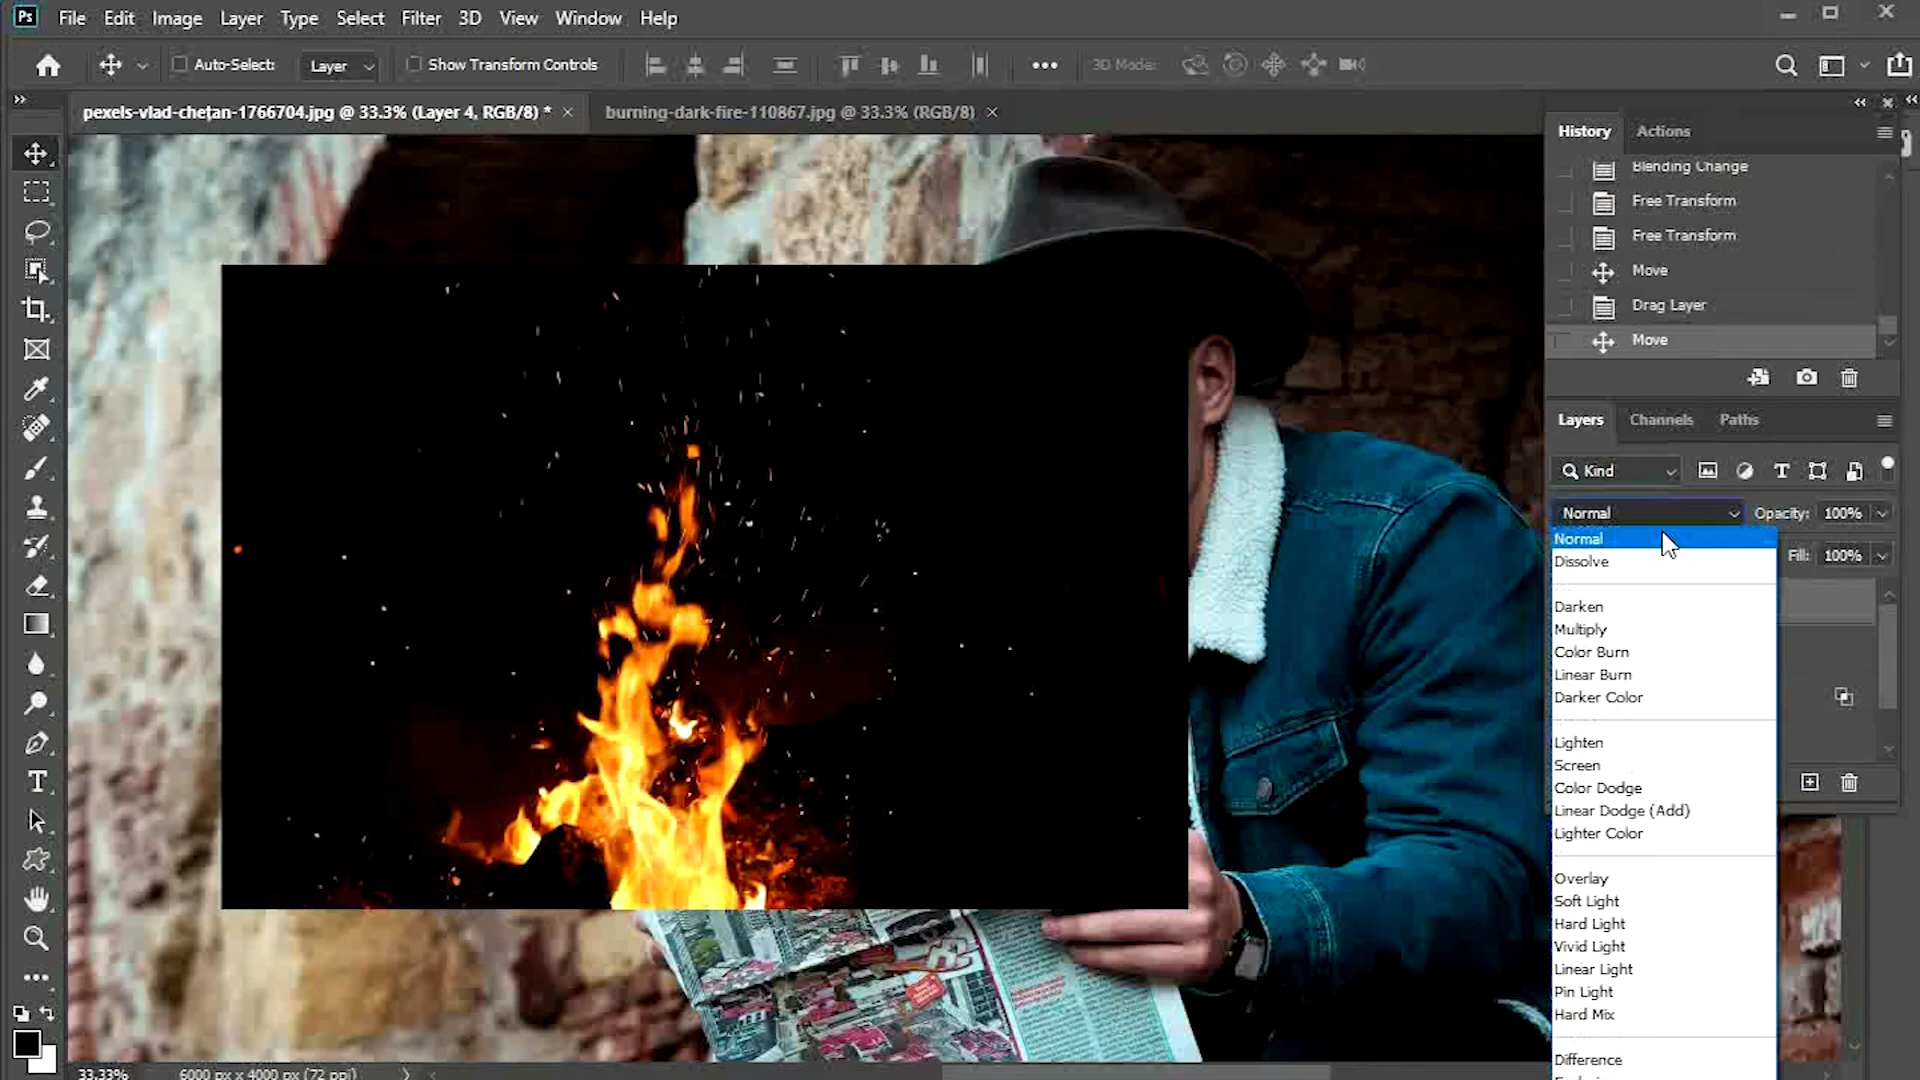 Ps File Edit Image Layer Type Select Filter 3D View Window Help
Auto-Select: Layer Show Transform Controls 3D Mode:
pexels-vlad-chețan-1766704.jpg @ 33.3% (Layer 4, RGB/8) * × burning-dark-fire-110867.jpg @ 33.3% (RGB/8) ×
History Actions
Blending Change
Free Transform
Free Transform
Move
Drag Layer
Move
Layers Channels Paths
Kind
Normal Opacity: 100%
Normal
Fill: 100%
Dissolve
Darken
Multiply
Color Burn
Linear Burn
Darker Color
Lighten
Screen
Color Dodge
Linear Dodge (Add)
Lighter Color
Overlay
Soft Light
Hard Light
Vivid Light
Linear Light
Pin Light
Hard Mix
Difference
33.33% 6000 px x 4000 px (72 ppi)